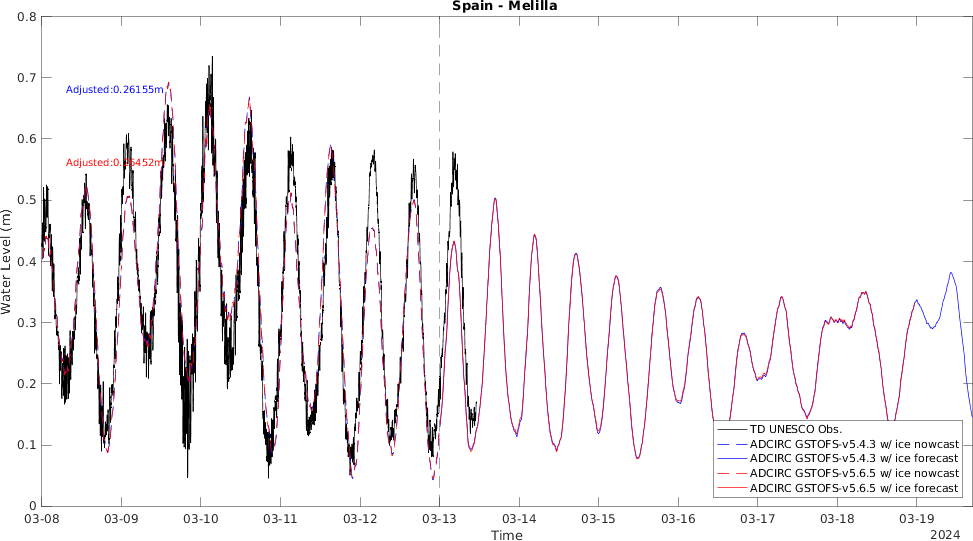 Spain - Melilla
0.8
0.7
0.6
0.5
0.4
0.3
0.2
0.1
0
Water Level (m)
Adjusted:0.26155m
TD UNESCO Obs.
ADCIRC GSTOFS-v5.4.3 w/ ice nowcast
ADCIRC GSTOFS-v5.4.3 w/ ice forecast
ADCIRC GSTOFS-v5.6.5 w/ ice nowcast
ADCIRC GSTOFS-v5.6.5 w/ ice forecast
03-08 03-09 03-10 03-11 03-12 03-13 03-14 03-15 03-16 03-17 03-18 03-19
Time
2024